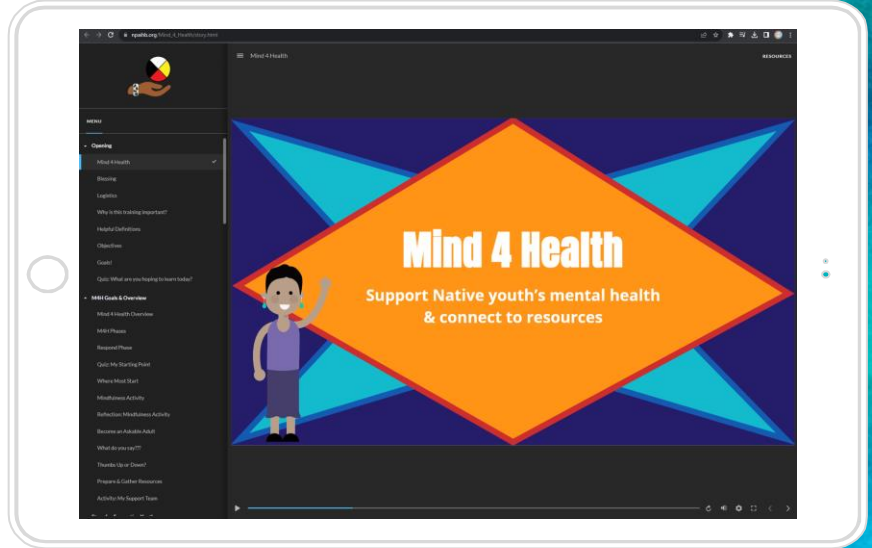 npaihb.org/Mind_4_Health/story.html
Mind 4 Health
RESOURCES
MENU
Opening
Mind 4 Health
Blessing
Logistics
Why is this training important?
Helpful Definitions
Objectives
Goals!
Quiz: What are you hoping to learn today?
M4H Goals & Overview
Mind 4 Health Overview
M4H Phases
Respond Phase
Quiz: My Starting Point
Where Most Start
Mindfulness Activity
Reflection: Mindfulness Activity
Become an Askable Adult
What do you say???
Thumbs Up or Down?
Prepare & Gather Resources
Activity: My Support Team
Mind 4 Health
Support Native youth's mental health
& connect to resources